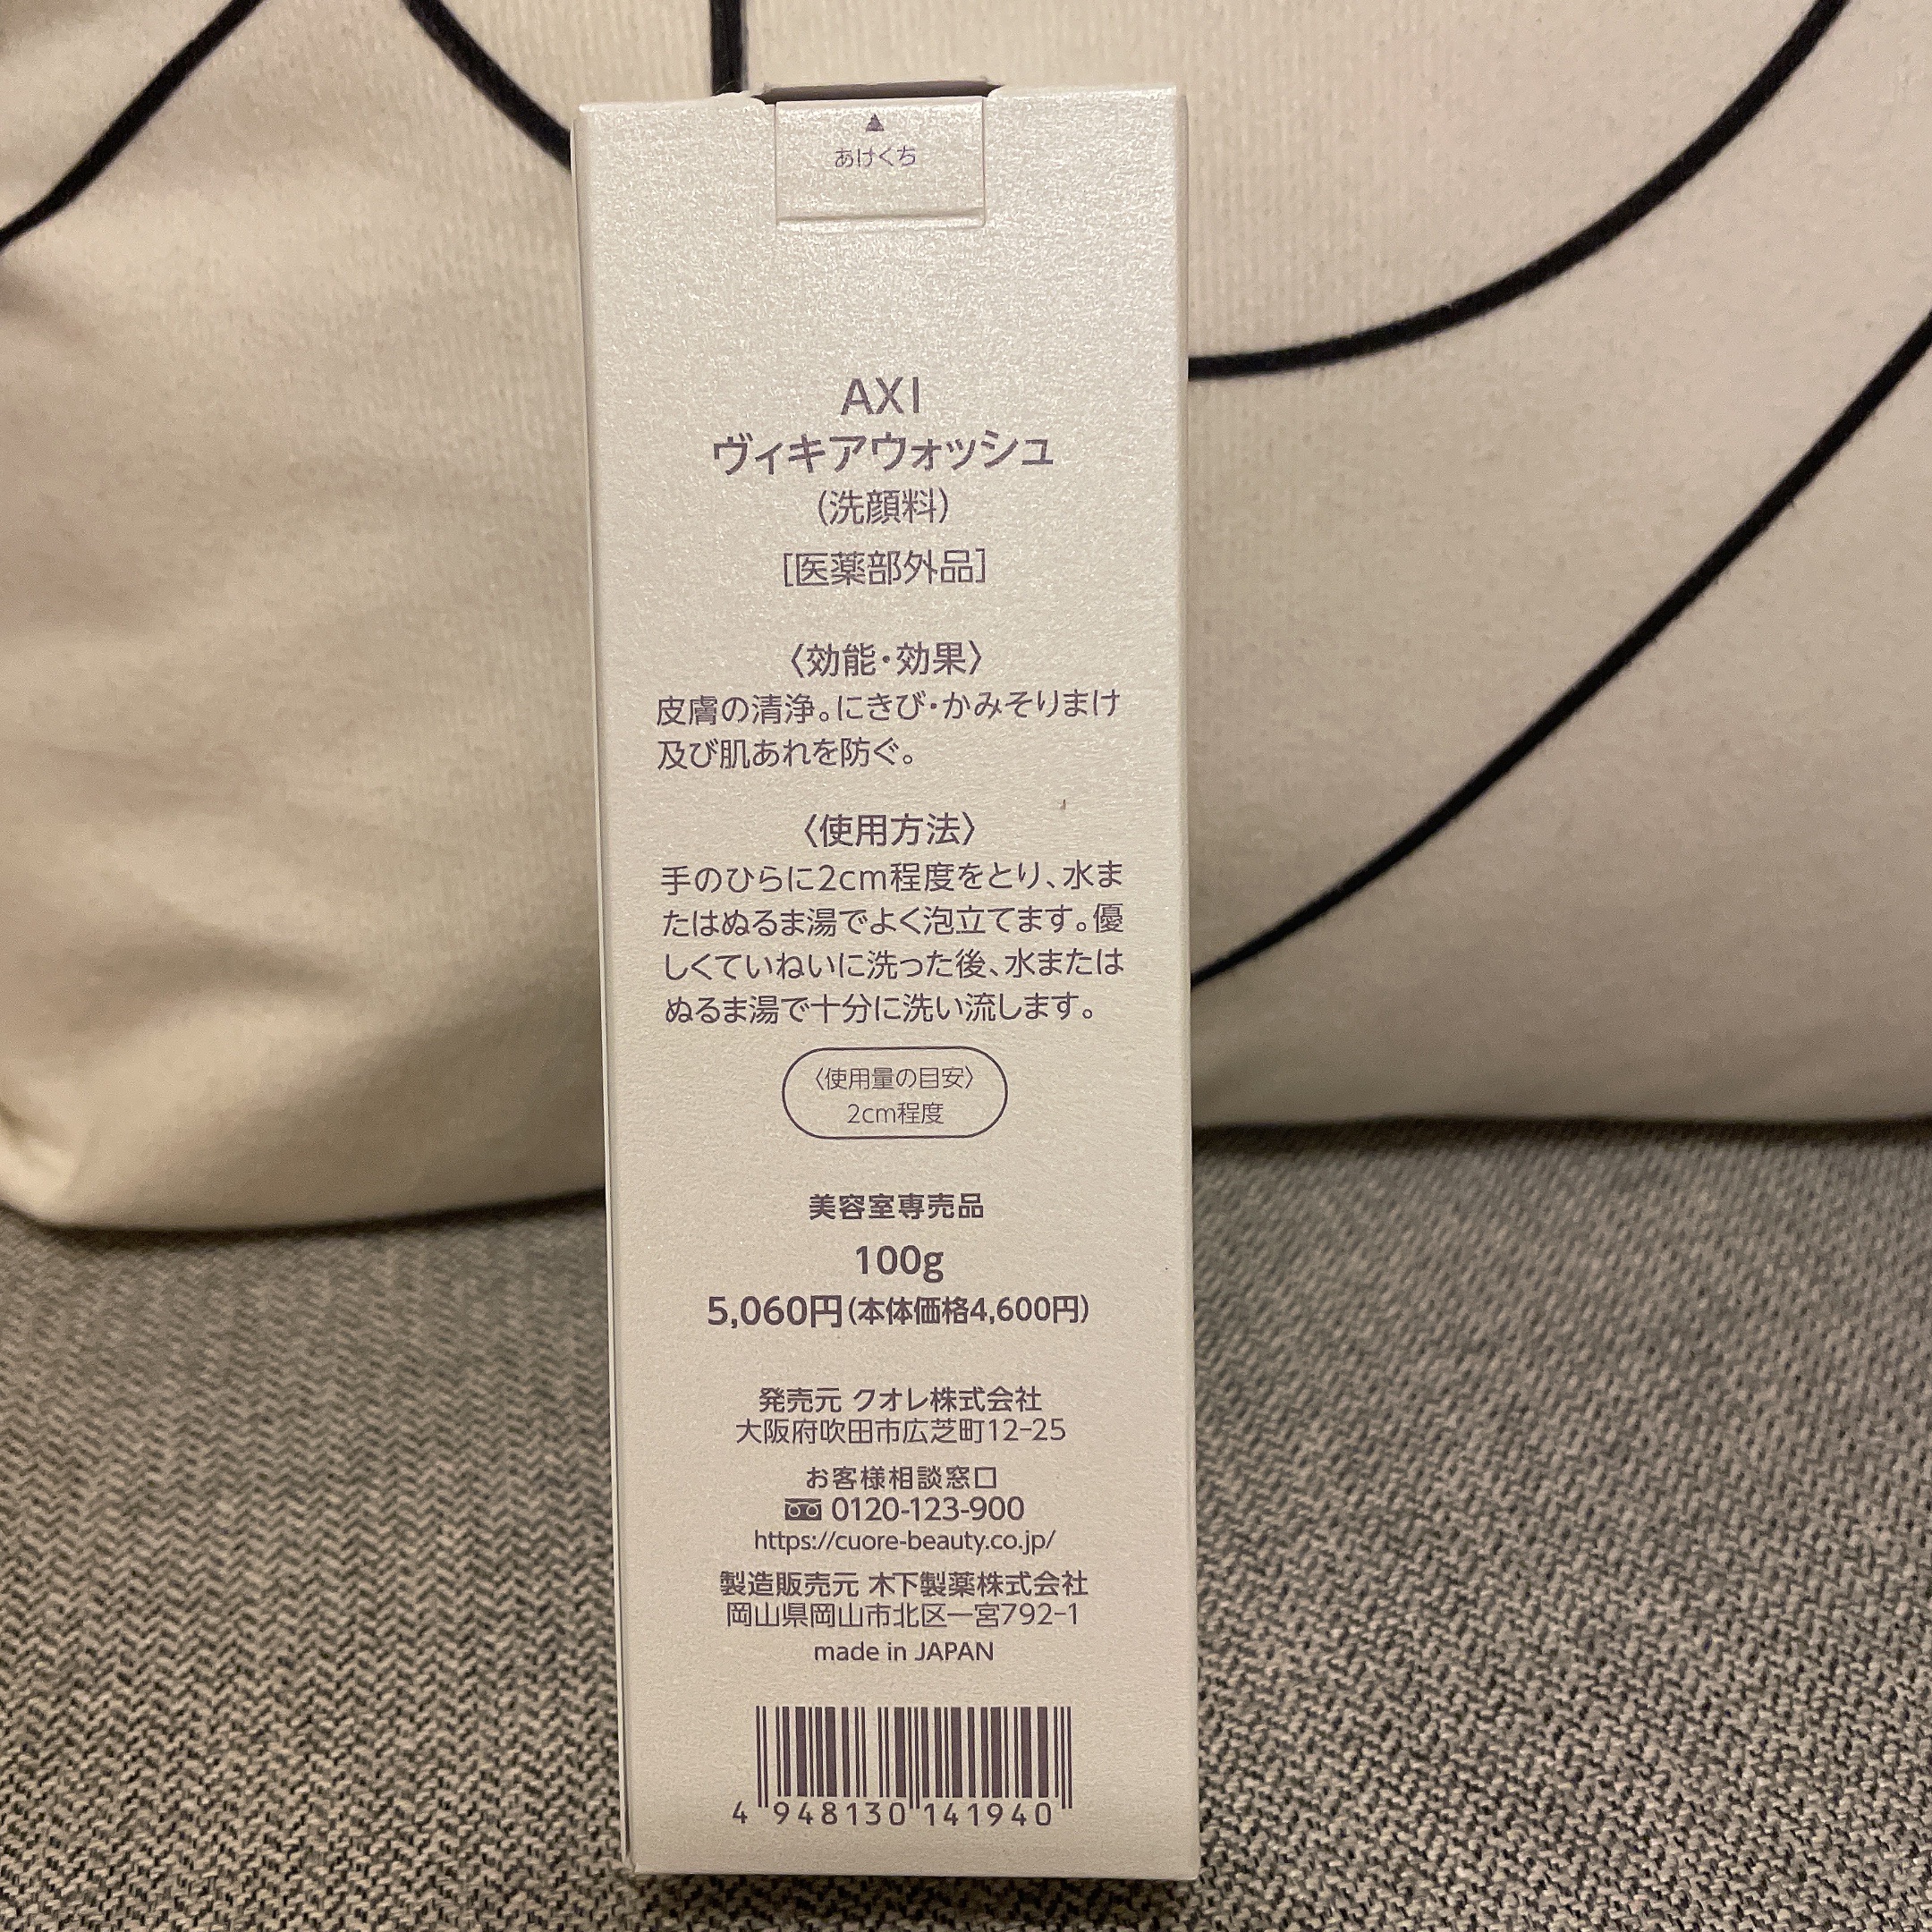 ▲
あけくち
AXI
ヴィキアウォッシュ
(洗顔料)
[医薬部外品]
〈効能・効果〉
皮膚の清浄。にきび・かみそりまけ
及び肌あれを防ぐ。
〈使用方法〉
手のひらに2cm程度をとり、水ま
たはぬるま湯でよく泡立てます。優
しくていねいに洗った後、水または
ぬるま湯で十分に洗い流します。
〈使用量の目安〉
2cm程度
美容室専売品
100g
5,060円(本体価格4,600円)
発売元 クオレ株式会社
大阪府吹田市広芝町12-25
お客様相談窓口
0120-123-900
https://cuore-beauty.co.jp/
製造販売元 木下製薬株式会社
岡山県岡山市北区一宮792-1
made in JAPAN
4 948130 141940